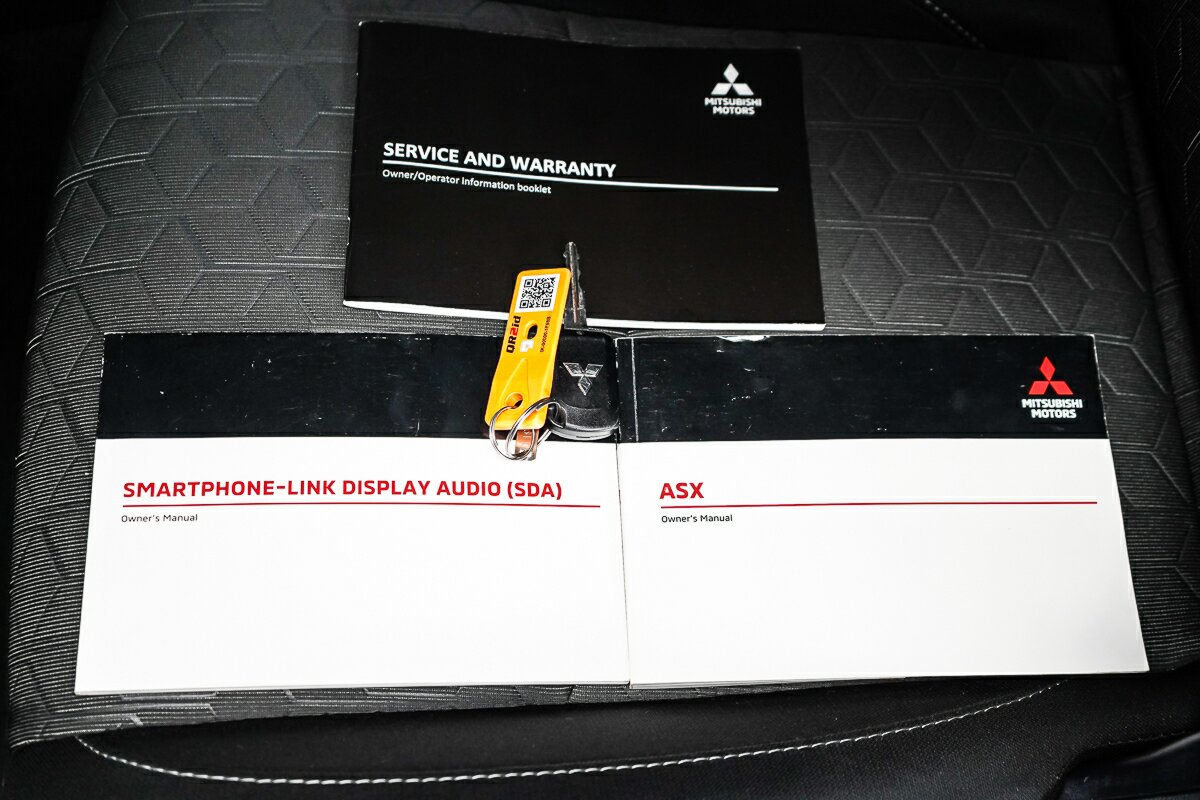 MITSUBISHI
MOTORS
SERVICE AND WARRANTY
Owner/Operator information booklet
QR2id
MITSUBISHI
MOTORS
SMARTPHONE-LINK DISPLAY AUDIO (SDA)
Owner's Manual
ASX
Owner's Manual